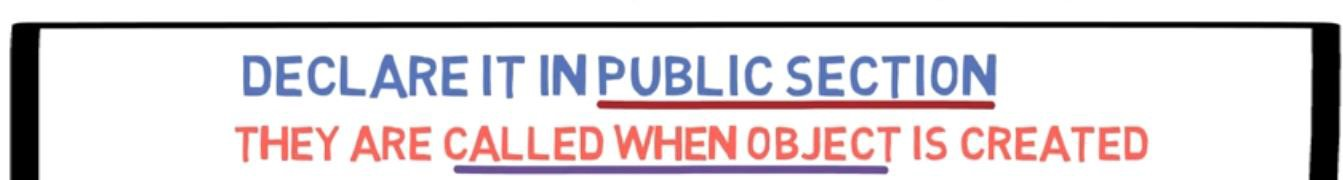 DECLARE IT IN PUBLIC SECTION
THEY ARE CALLED WHEN OBJECT IS CREATED